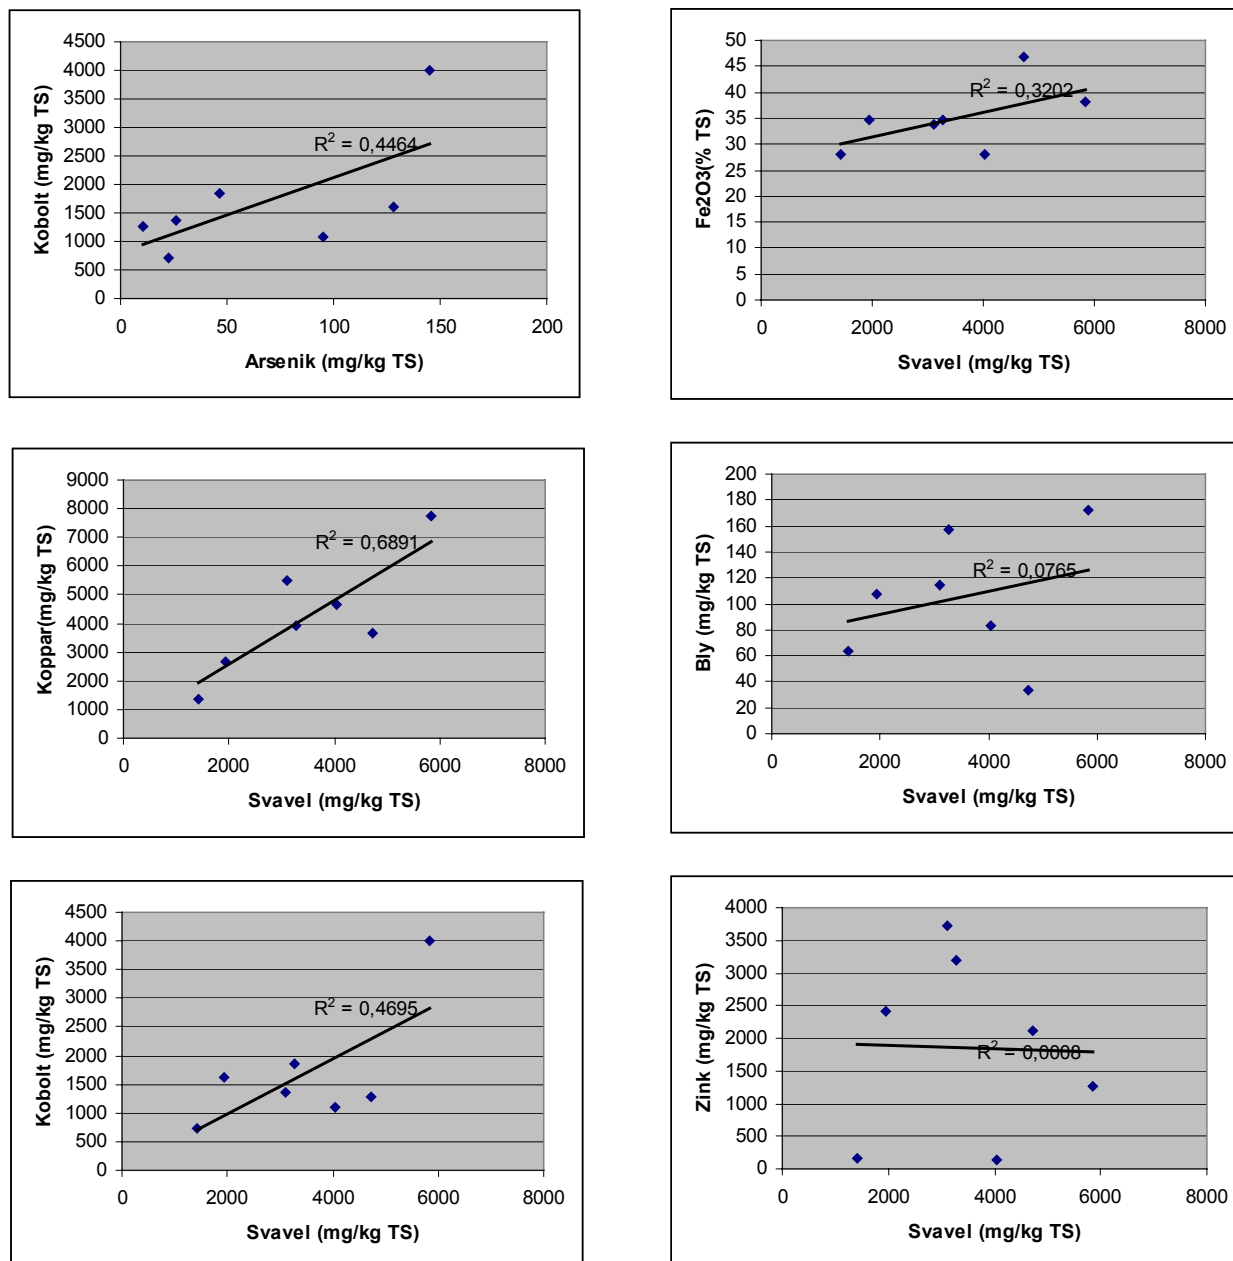 4500
4000
3500
3000
2500
2000
1500
1000
500
0
Kobolt (mg/kg TS)
R² = 0,4464
0 50 100 150 200
Arsenik (mg/kg TS)
50
45
40
35
30
25
20
15
10
5
0
Fe2O3(% TS)
R² = 0,3202
0 2000 4000 6000 8000
Svavel (mg/kg TS)
9000
8000
7000
6000
5000
4000
3000
2000
1000
0
Koppar(mg/kg TS)
R² = 0,6891
0 2000 4000 6000 8000
Svavel (mg/kg TS)
200
180
160
140
120
100
80
60
40
20
0
Bly (mg/kg TS)
R² = 0,0765
0 2000 4000 6000 8000
Svavel (mg/kg TS)
4500
4000
3500
3000
2500
2000
1500
1000
500
0
Kobolt (mg/kg TS)
R² = 0,4695
0 2000 4000 6000 8000
Svavel (mg/kg TS)
4000
3500
3000
2500
2000
1500
1000
500
0
Zink (mg/kg TS)
R² = 0,0008
0 2000 4000 6000 8000
Svavel (mg/kg TS)